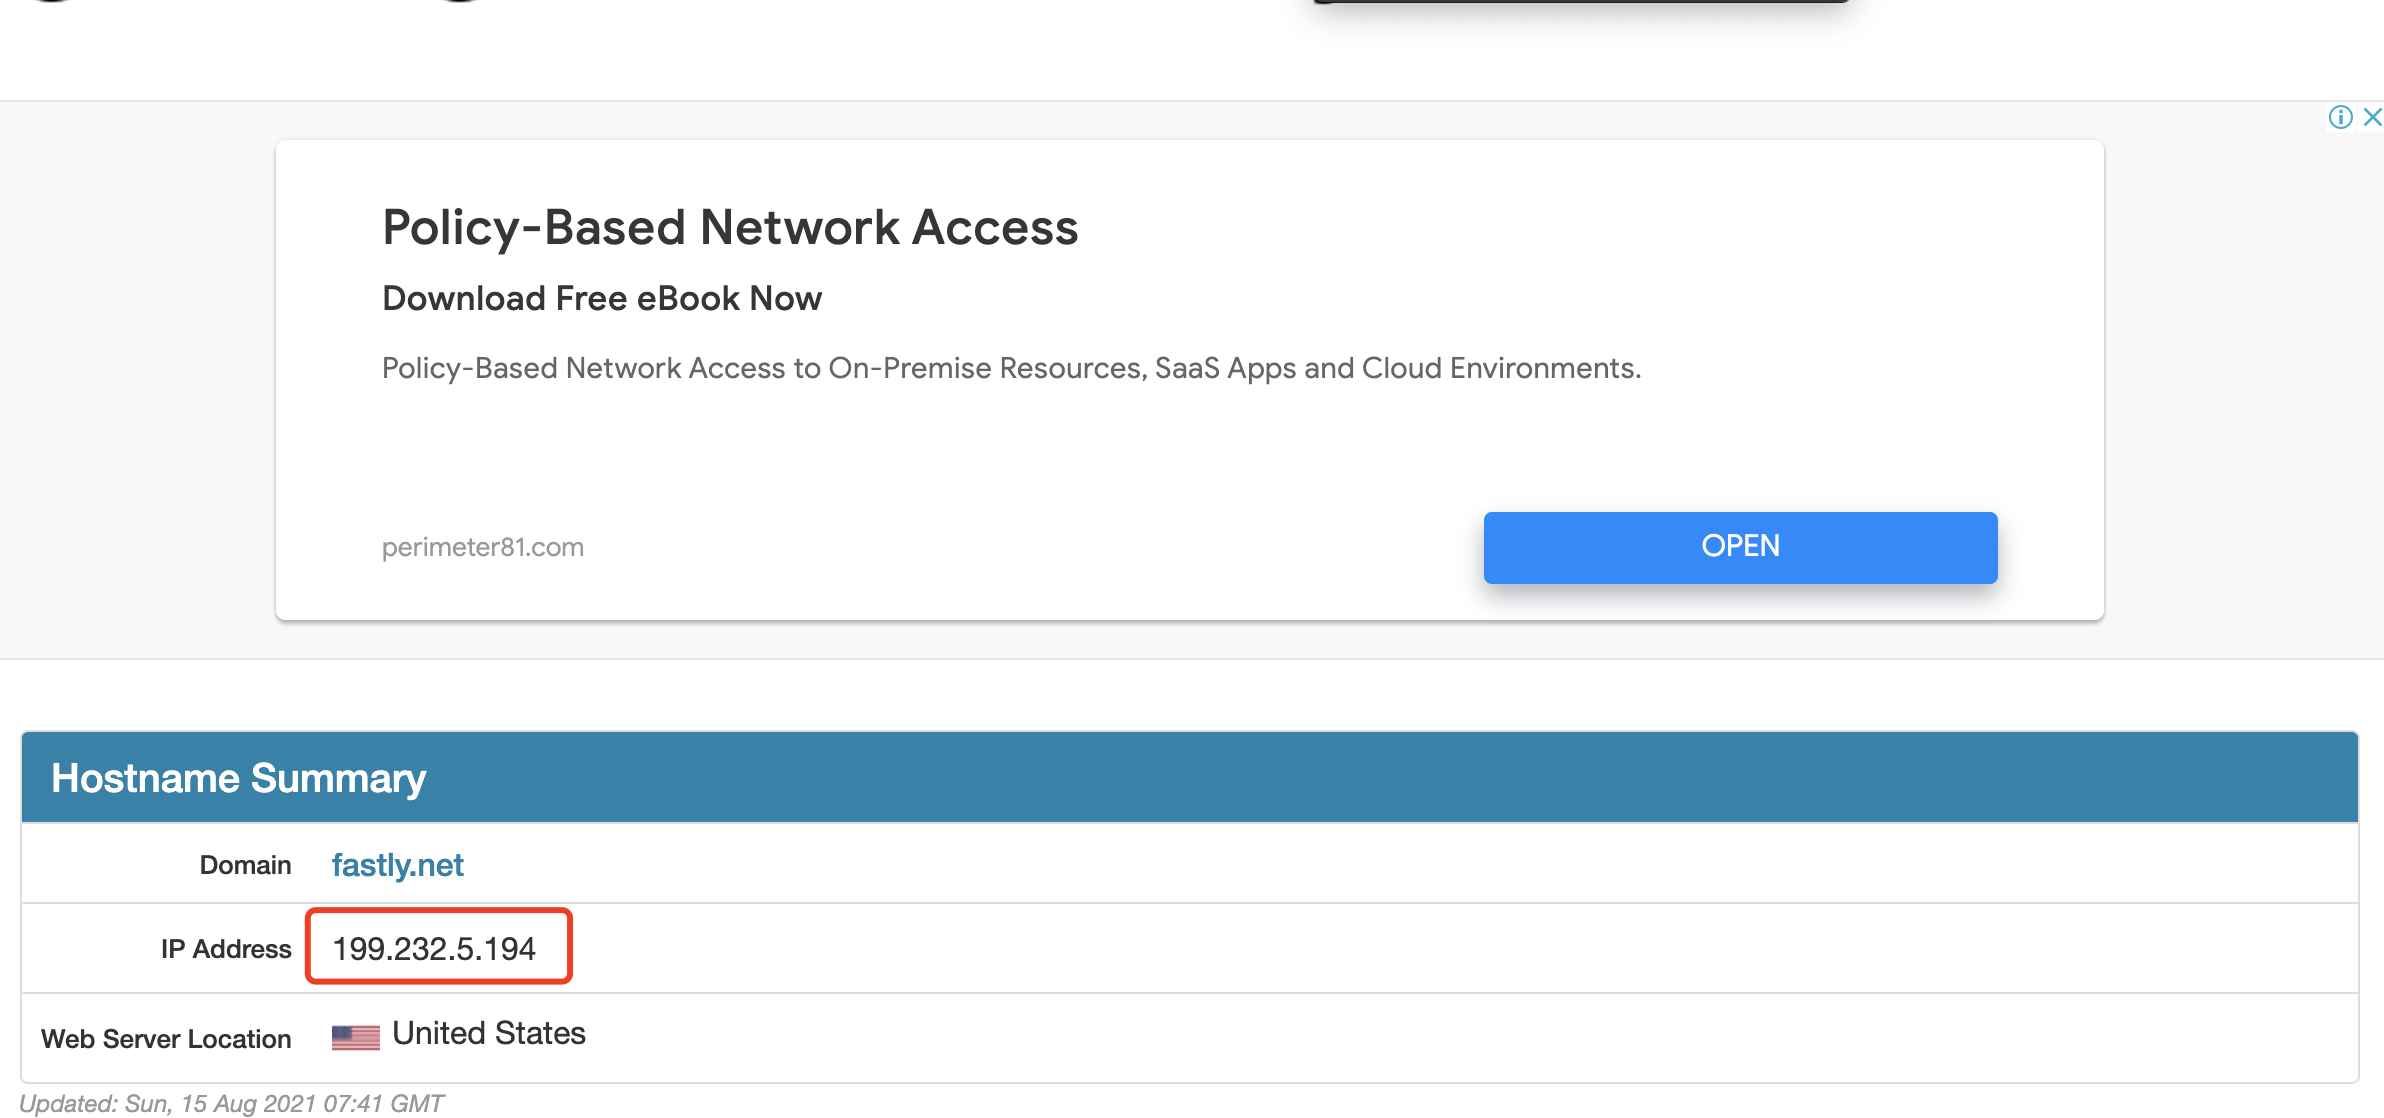 Policy-Based Network Access
Download Free eBook Now
Policy-Based Network Access to On-Premise Resources, SaaS Apps and Cloud Environments.
perimeter81.com
OPEN
Hostname Summary
Domain fastly.net
IP Address 199.232.5.194
Web Server Location United States
Updated: Sun, 15 Aug 2021 07:41 GMT